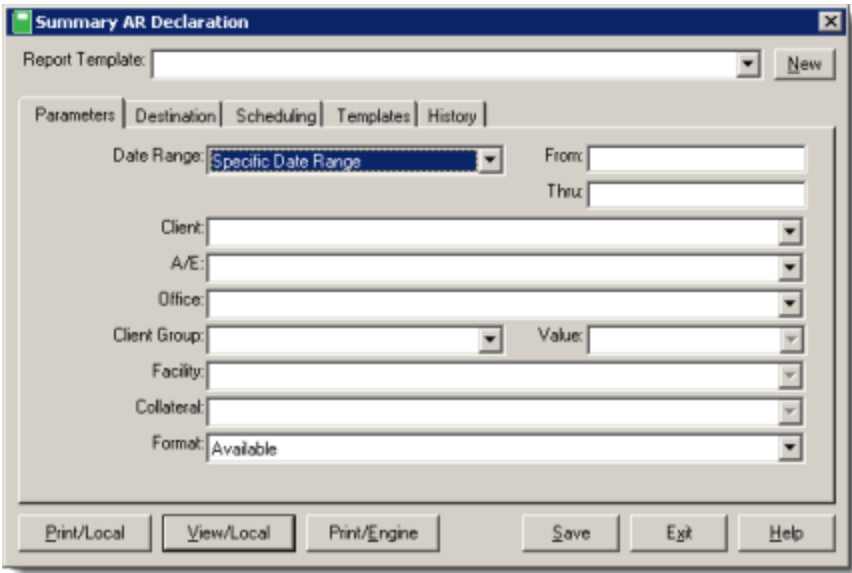 Summary AR Declaration
Report Template: New
Parameters Destination Scheduling Templates History
Date Range: Specific Date Range From:
Thru:
Client:
A/E:
Office:
Client Group: Value:
Facility:
Collateral:
Format: Available
Print/Local View/Local Print/Engine Save Exit Help